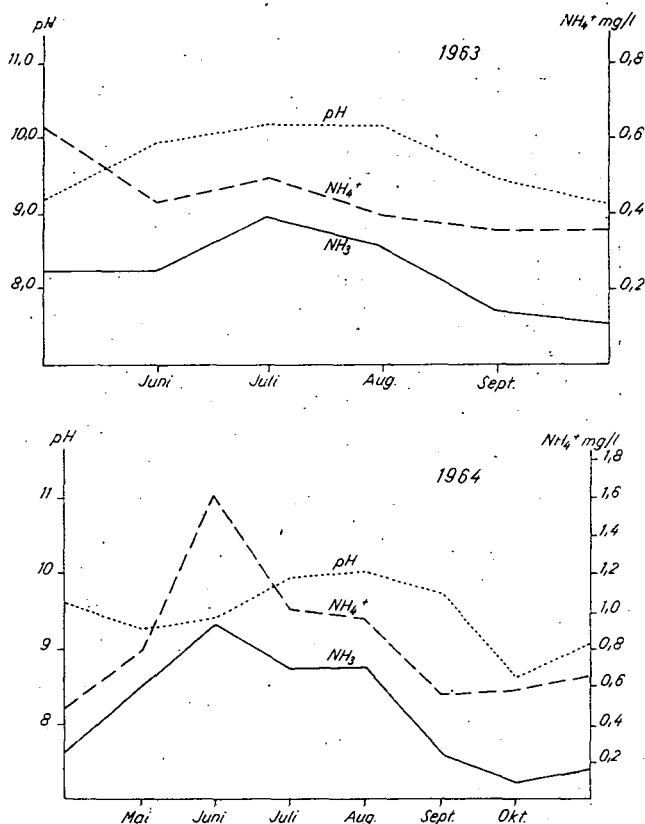 pH NH₄⁺ mg/l
1963
11,0
10,0
9,0
8,0
0,8
0,6
0,4
0,2
pH
NH₄⁺
NH₃
Juni Juli Aug. Sept.
pH NH₄⁺ mg/l
1964
11
10
9
8
1,8
1,6
1,4
1,2
1,0
0,8
0,6
0,4
0,2
pH
NH₄⁺
NH₃
Mai Juni Juli Aug. Sept. Okt.